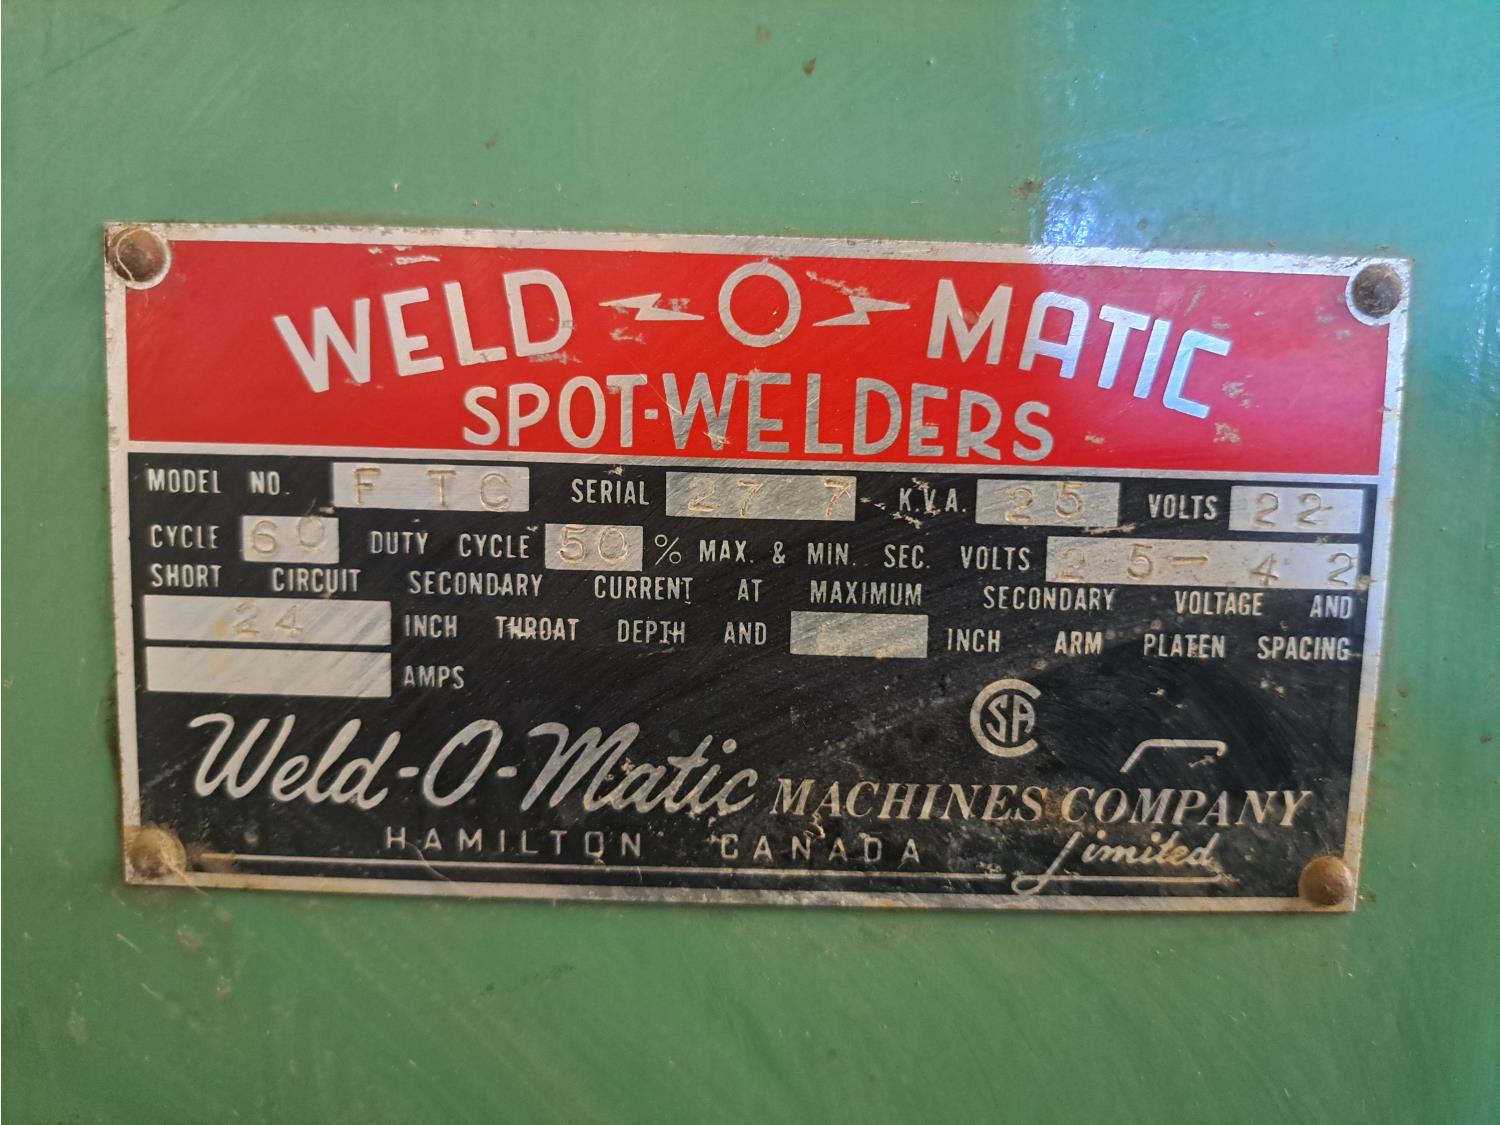 WELD O MATIC
SPOT-WELDERS
MODEL NO. F T C SERIAL 27 7 K.V.A. 25 VOLTS 22
CYCLE 60 DUTY CYCLE 50 % MAX. & MIN. SEC. VOLTS 2 5 - 4 2
SHORT CIRCUIT SECONDARY CURRENT AT MAXIMUM SECONDARY VOLTAGE AND
24 INCH THROAT DEPTH AND INCH ARM PLATEN SPACING
AMPS
CSA
Weld-O-Matic MACHINES COMPANY
HAMILTON CANADA Limited